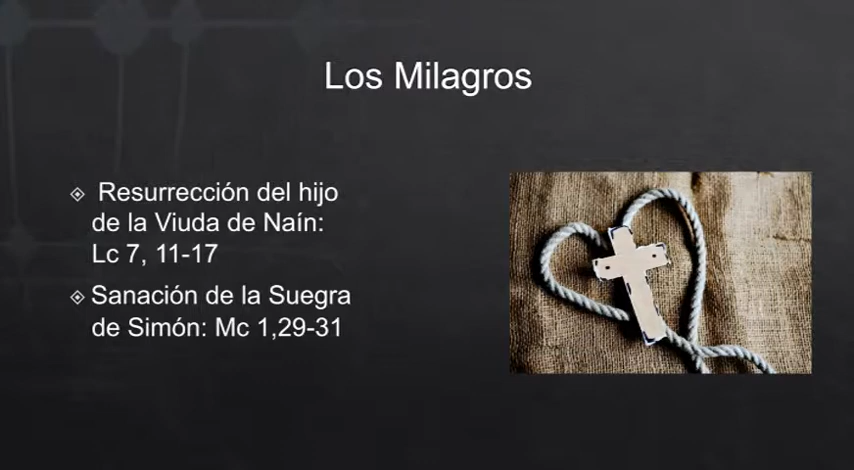 Los Milagros
Resurrección del hijo
de la Viuda de Naín:
Lc 7, 11-17
Sanación de la Suegra
de Simón: Mc 1,29-31